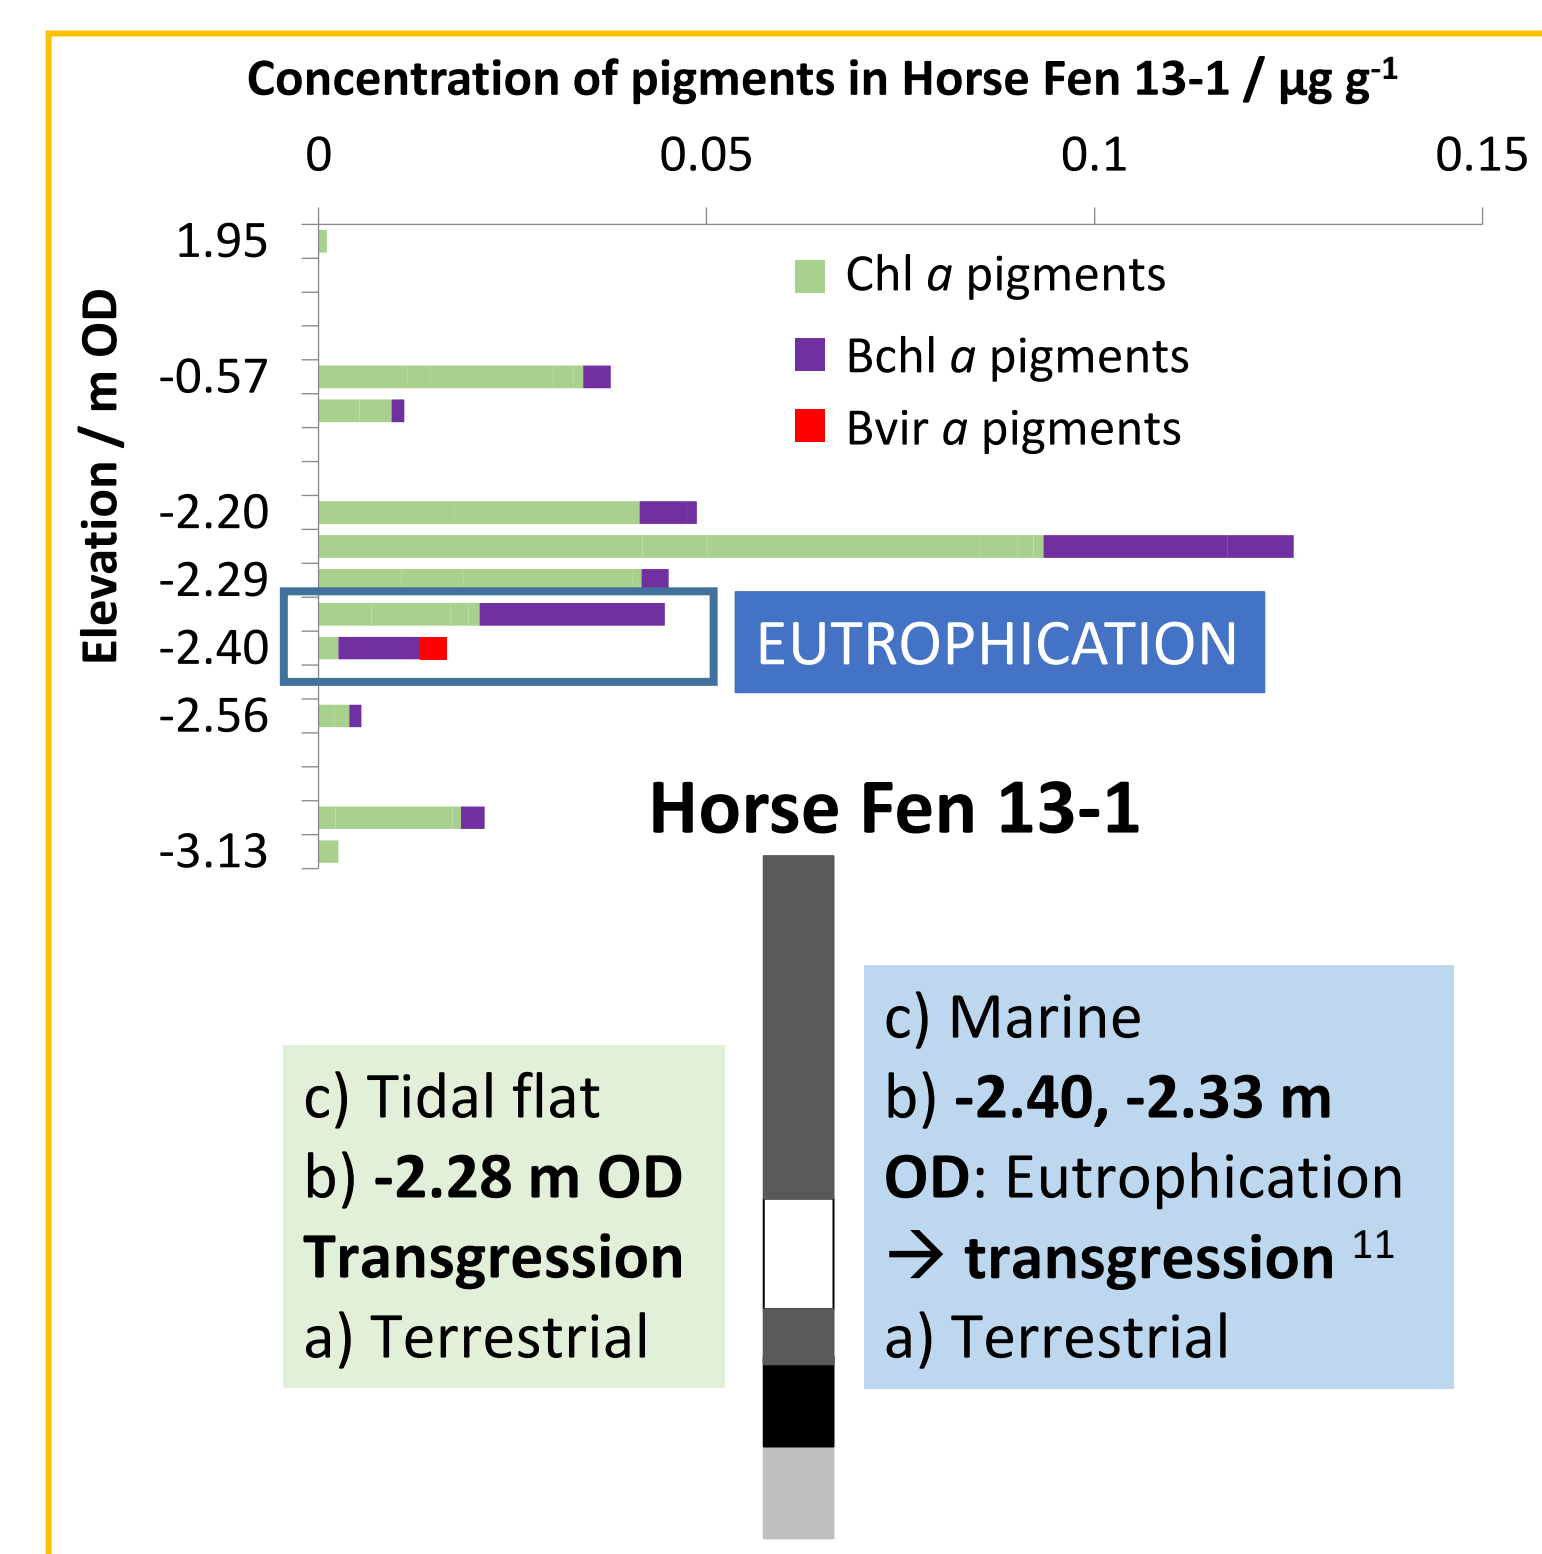 Concentration of pigments in Horse Fen 13-1 / µg g-1
0 0.05 0.1 0.15
Elevation / m OD
1.95
-0.57
-2.20
-2.29
-2.40
-2.56
-3.13
Chl a pigments
Bchl a pigments
Bvir a pigments
EUTROPHICATION
Horse Fen 13-1
c) Tidal flat
b) -2.28 m OD
Transgression
a) Terrestrial
c) Marine
b) -2.40, -2.33 m
OD: Eutrophication
→ transgression 11
a) Terrestrial